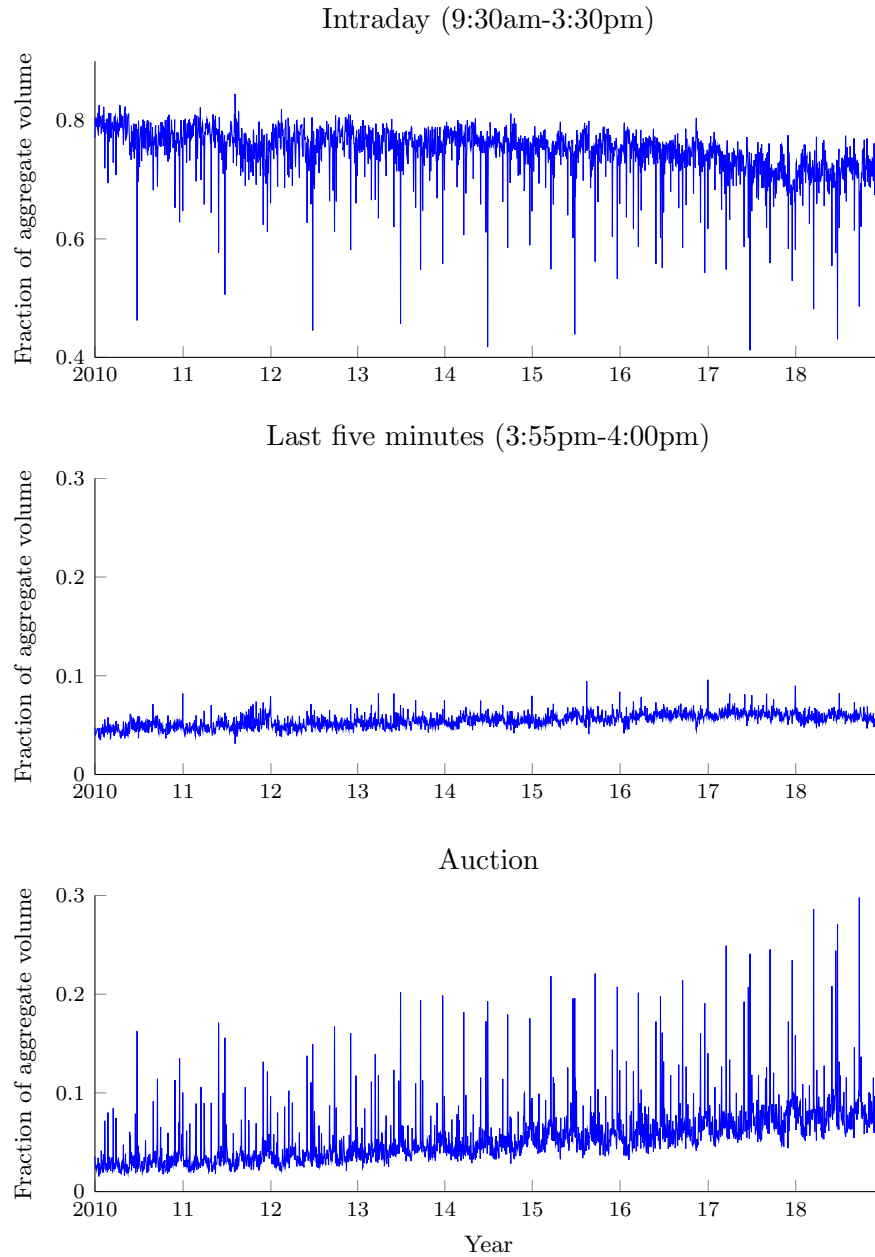 Intraday (9:30am-3:30pm)
Fraction of aggregate volume
0.8
0.6
0.4
2010 11 12 13 14 15 16 17 18
Last five minutes (3:55pm-4:00pm)
Fraction of aggregate volume
0.3
0.2
0.1
0
2010 11 12 13 14 15 16 17 18
Auction
Fraction of aggregate volume
0.3
0.2
0.1
0
2010 11 12 13 14 15 16 17 18
Year